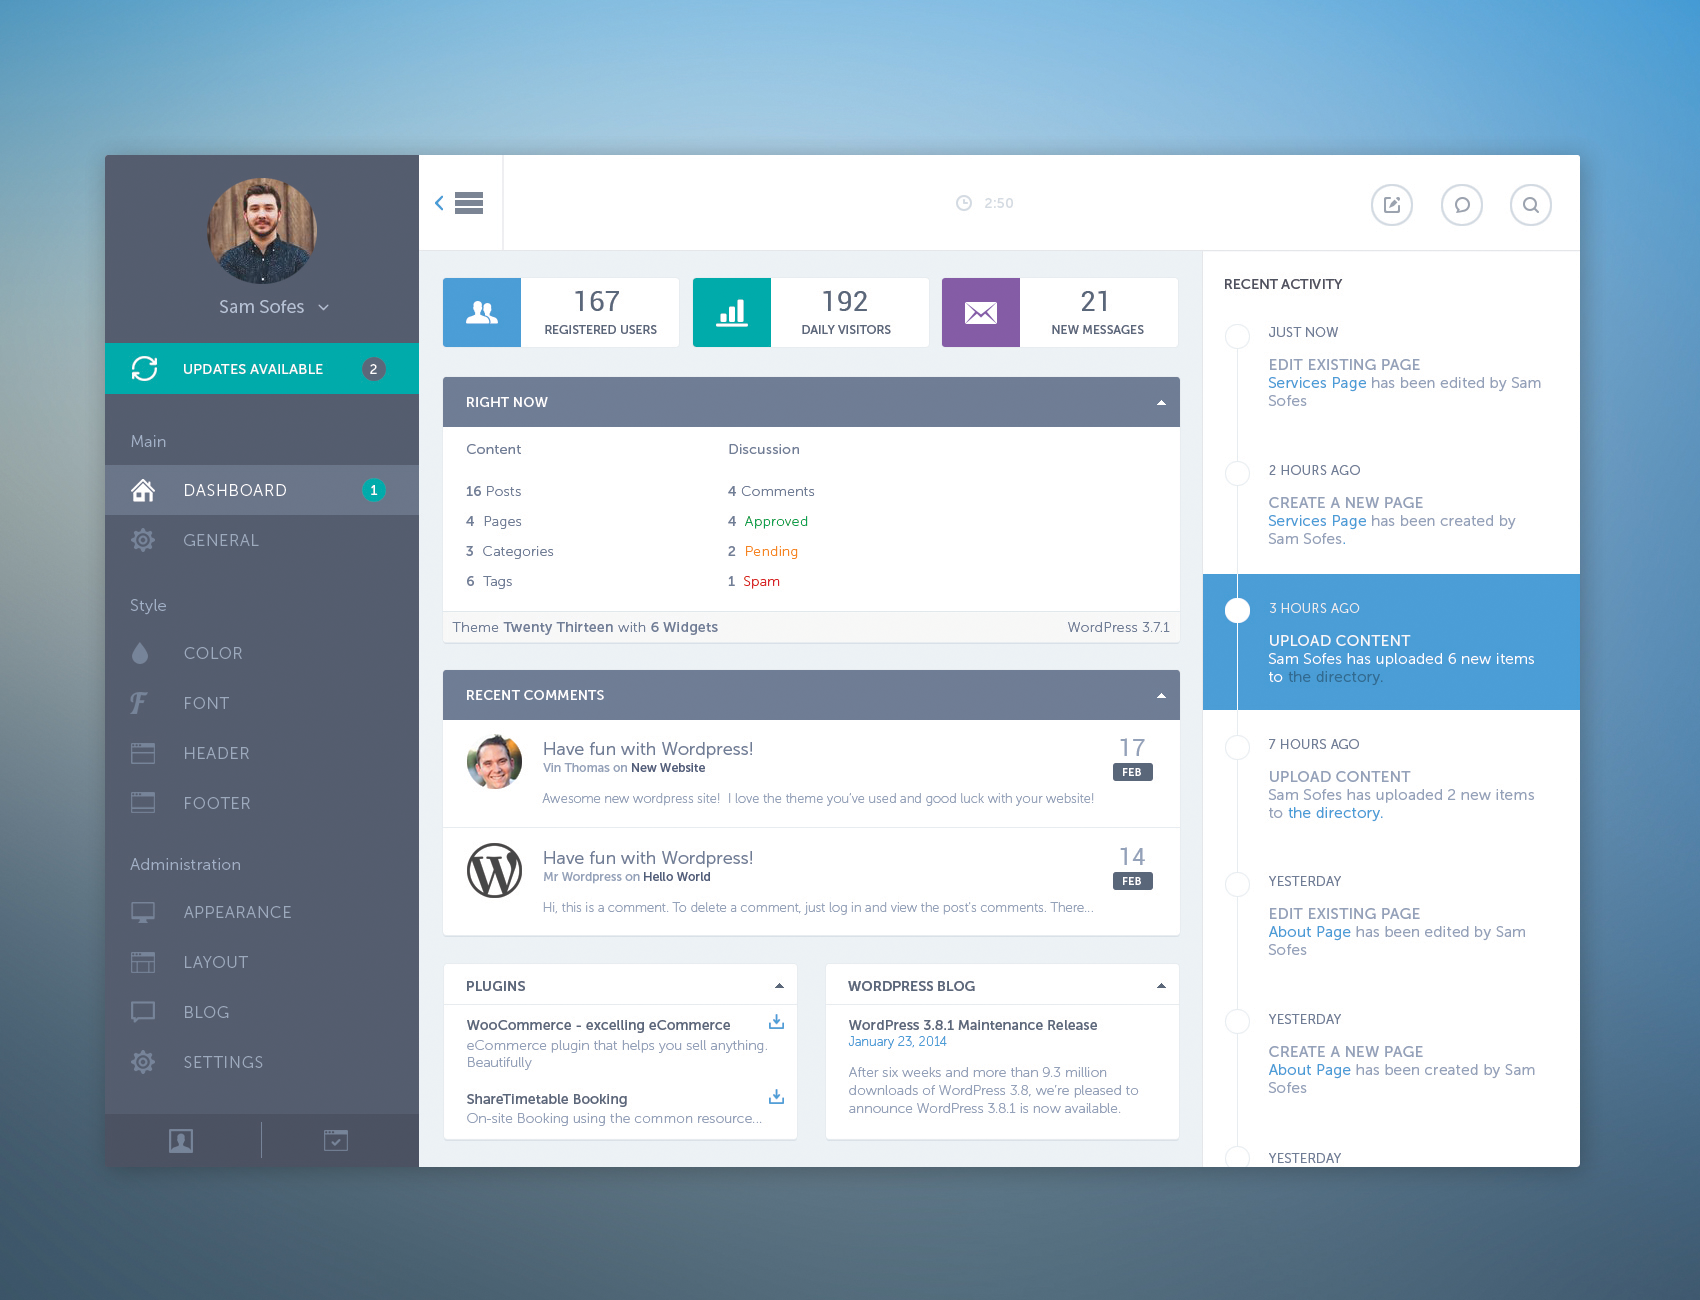 Sam Sofes
UPDATES AVAILABLE 2
Main
DASHBOARD 1
GENERAL
Style
COLOR
FONT
HEADER
FOOTER
Administration
APPEARANCE
LAYOUT
BLOG
SETTINGS
2:50
167
REGISTERED USERS
192
DAILY VISITORS
21
NEW MESSAGES
RIGHT NOW
Content
16 Posts
4 Pages
3 Categories
6 Tags
Discussion
4 Comments
4 Approved
2 Pending
1 Spam
Theme Twenty Thirteen with 6 Widgets
WordPress 3.7.1
RECENT COMMENTS
Have fun with Wordpress!
Vin Thomas on New Website
Awesome new wordpress site! I love the theme you've used and good luck with your website!
17
FEB
Have fun with Wordpress!
Mr Wordpress on Hello World
Hi, this is a comment. To delete a comment, just log in and view the post's comments. There...
14
FEB
PLUGINS
WooCommerce - excelling eCommerce
eCommerce plugin that helps you sell anything.
Beautifully
ShareTimetable Booking
On-site Booking using the common resource...
WORDPRESS BLOG
WordPress 3.8.1 Maintenance Release
January 23, 2014
After six weeks and more than 9.3 million
downloads of WordPress 3.8, we're pleased to
announce WordPress 3.8.1 is now available.
RECENT ACTIVITY
JUST NOW
EDIT EXISTING PAGE
Services Page has been edited by Sam
Sofes
2 HOURS AGO
CREATE A NEW PAGE
Services Page has been created by
Sam Sofes.
3 HOURS AGO
UPLOAD CONTENT
Sam Sofes has uploaded 6 new items
to the directory.
7 HOURS AGO
UPLOAD CONTENT
Sam Sofes has uploaded 2 new items
to the directory.
YESTERDAY
EDIT EXISTING PAGE
About Page has been edited by Sam
Sofes
YESTERDAY
CREATE A NEW PAGE
About Page has been created by Sam
Sofes
YESTERDAY